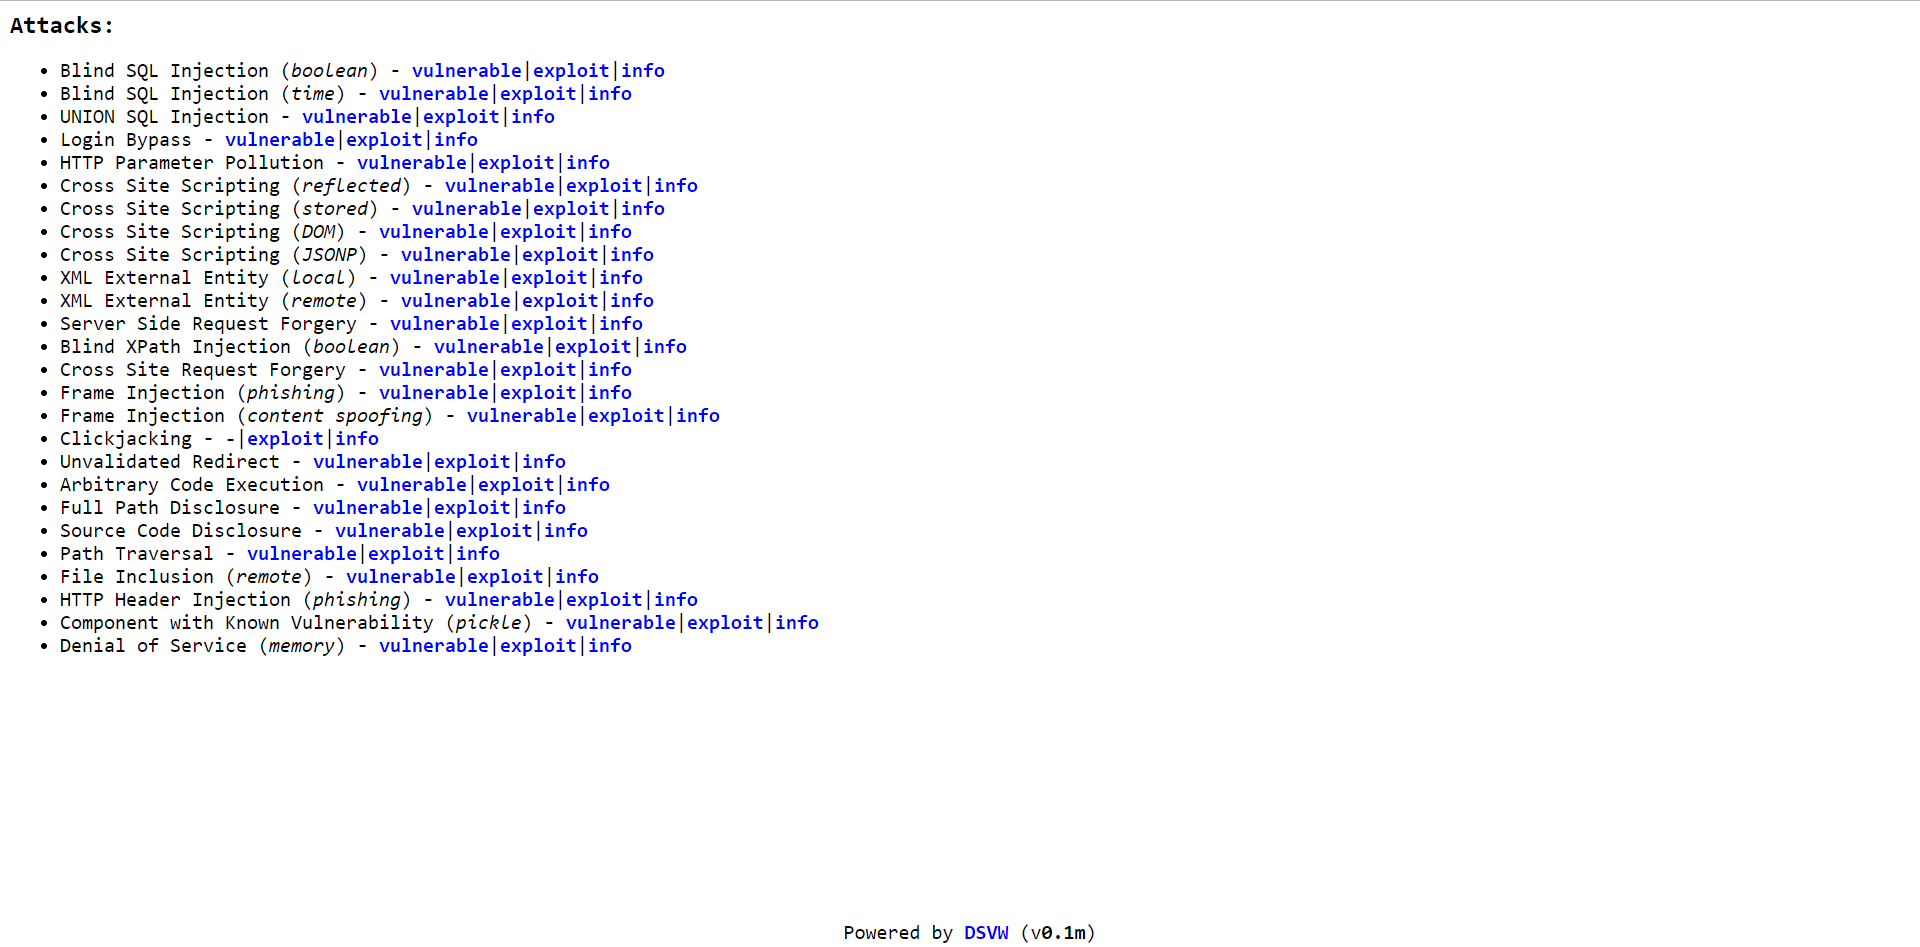 Attacks:
• Blind SQL Injection (boolean) - vulnerable|exploit|info
• Blind SQL Injection (time) - vulnerable|exploit|info
• UNION SQL Injection - vulnerable|exploit|info
• Login Bypass - vulnerable|exploit|info
• HTTP Parameter Pollution - vulnerable|exploit|info
• Cross Site Scripting (reflected) - vulnerable|exploit|info
• Cross Site Scripting (stored) - vulnerable|exploit|info
• Cross Site Scripting (DOM) - vulnerable|exploit|info
• Cross Site Scripting (JSONP) - vulnerable|exploit|info
• XML External Entity (local) - vulnerable|exploit|info
• XML External Entity (remote) - vulnerable|exploit|info
• Server Side Request Forgery - vulnerable|exploit|info
• Blind XPath Injection (boolean) - vulnerable|exploit|info
• Cross Site Request Forgery - vulnerable|exploit|info
• Frame Injection (phishing) - vulnerable|exploit|info
• Frame Injection (content spoofing) - vulnerable|exploit|info
• Clickjacking - -|exploit|info
• Unvalidated Redirect - vulnerable|exploit|info
• Arbitrary Code Execution - vulnerable|exploit|info
• Full Path Disclosure - vulnerable|exploit|info
• Source Code Disclosure - vulnerable|exploit|info
• Path Traversal - vulnerable|exploit|info
• File Inclusion (remote) - vulnerable|exploit|info
• HTTP Header Injection (phishing) - vulnerable|exploit|info
• Component with Known Vulnerability (pickle) - vulnerable|exploit|info
• Denial of Service (memory) - vulnerable|exploit|info
Powered by DSVW (v0.1m)